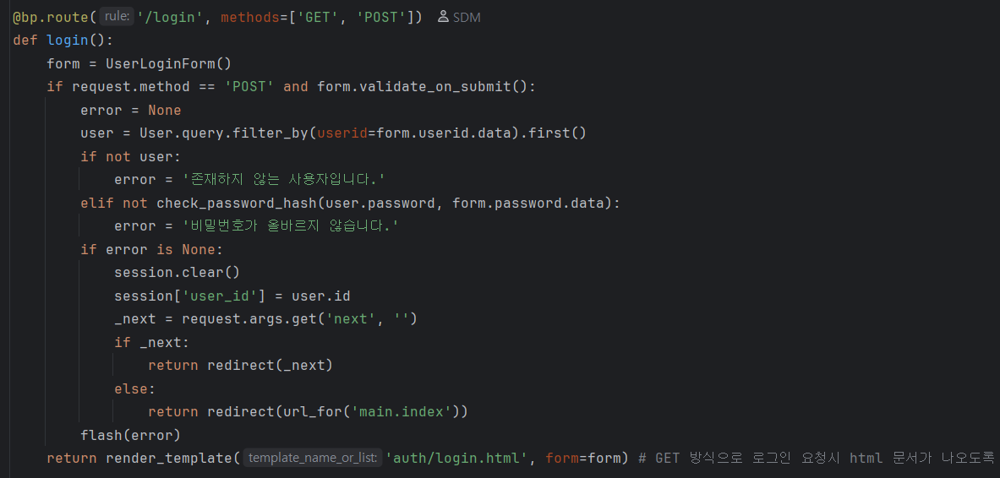 @bp.route(rule: '/login', methods=['GET', 'POST']) SDM
def login():
    form = UserLoginForm()
    if request.method == 'POST' and form.validate_on_submit():
        error = None
        user = User.query.filter_by(userid=form.userid.data).first()
        if not user:
            error = '존재하지 않는 사용자입니다.'
        elif not check_password_hash(user.password, form.password.data):
            error = '비밀번호가 올바르지 않습니다.'
        if error is None:
            session.clear()
            session['user_id'] = user.id
            _next = request.args.get('next', '')
            if _next:
                return redirect(_next)
            else:
                return redirect(url_for('main.index'))
        flash(error)
    return render_template(template_name_or_list: 'auth/login.html', form=form) # GET 방식으로 로그인 요청시 html 문서가 나오도록